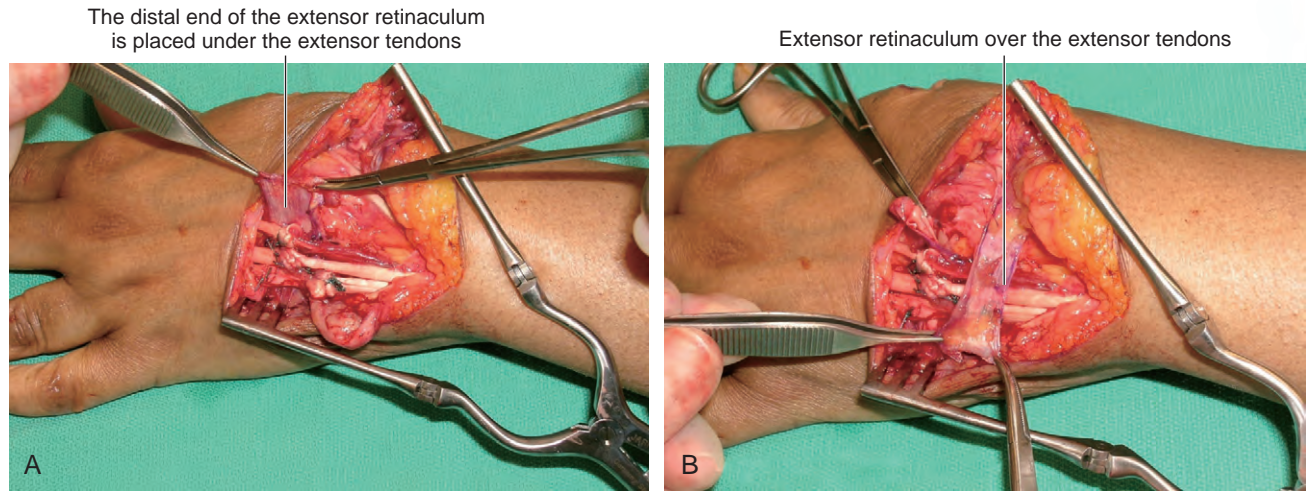 The distal end of the extensor retinaculum
is placed under the extensor tendons
Extensor retinaculum over the extensor tendons
A
B